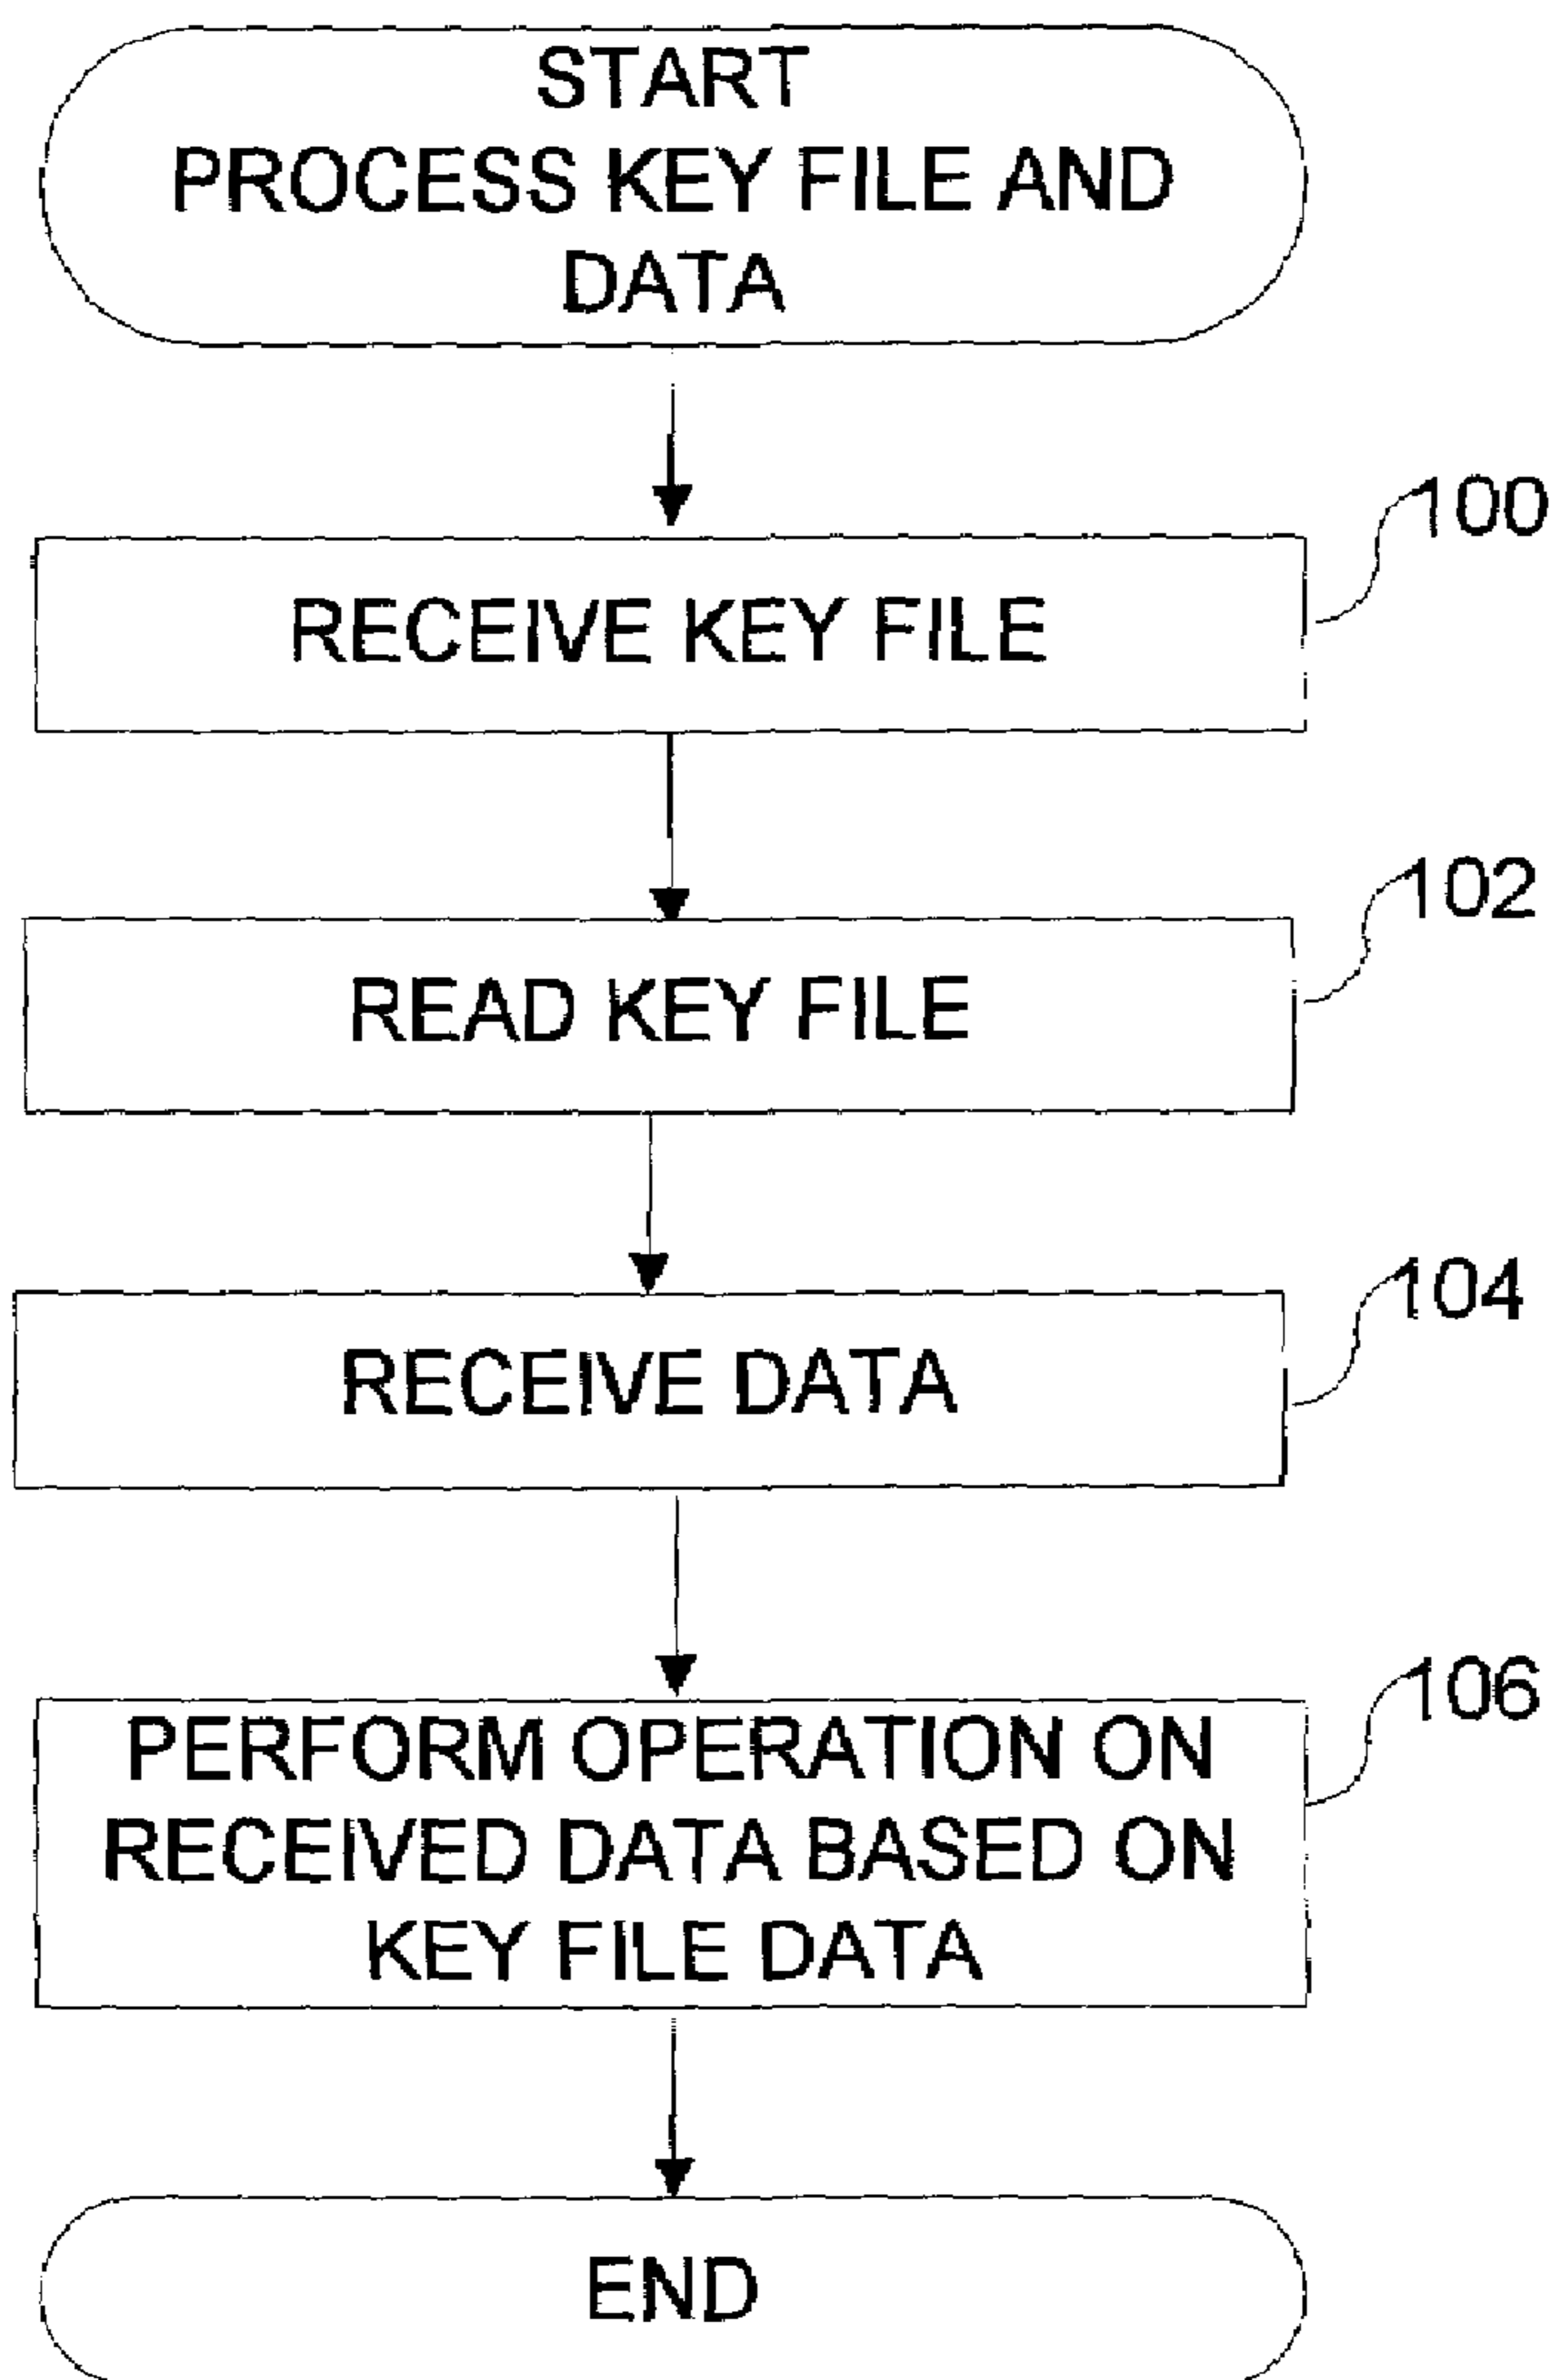 START
PROCESS KEY FILE AND
DATA
100
RECEIVE KEY FILE
102
READ KEY FILE
104
RECEIVE DATA
106
PERFORM OPERATION ON
RECEIVED DATA BASED ON
KEY FILE DATA
END